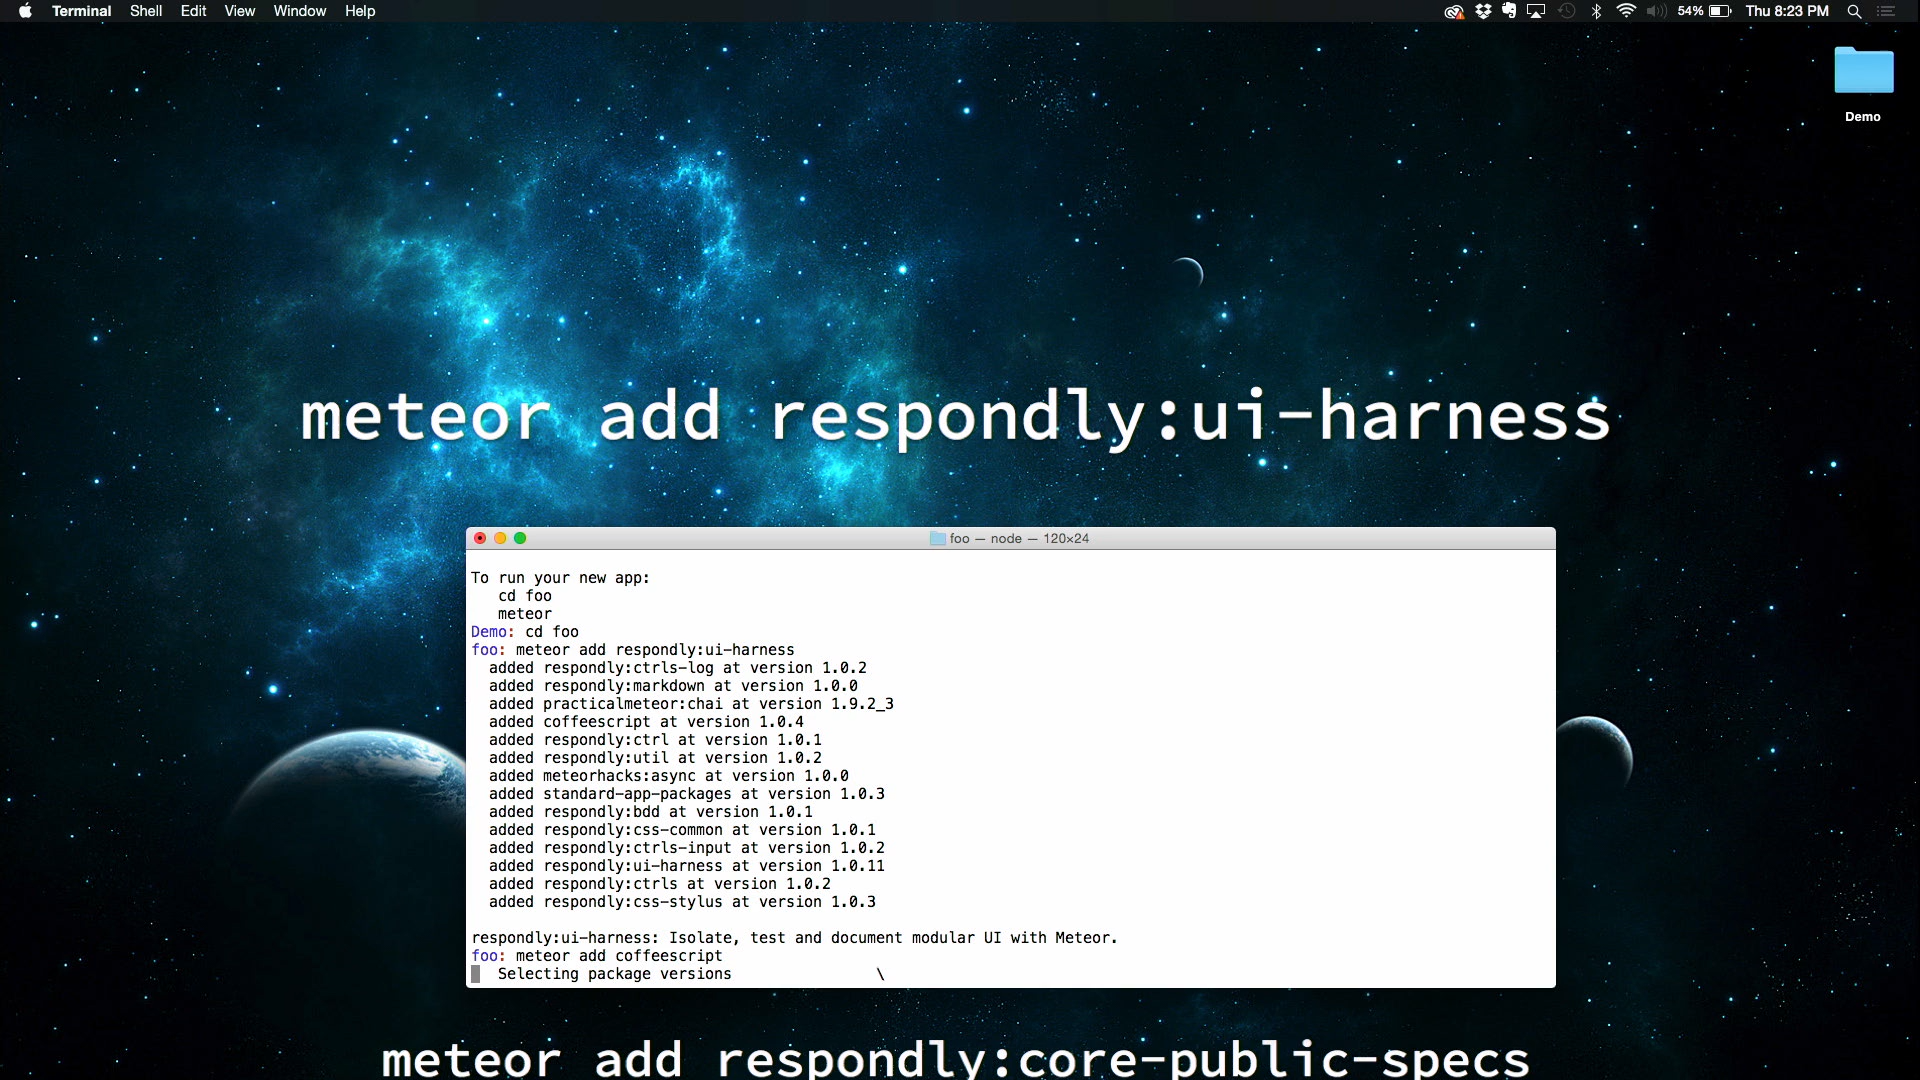 Terminal Shell Edit View Window Help 54% Thu 8:23 PM
Demo
meteor add respondly:ui-harness
foo — node — 120×24
To run your new app:
cd foo
meteor
Demo: cd foo
foo: meteor add respondly:ui-harness
added respondly:ctrls-log at version 1.0.2
added respondly:markdown at version 1.0.0
added practicalmeteor:chai at version 1.9.2_3
added coffeescript at version 1.0.4
added respondly:ctrl at version 1.0.1
added respondly:util at version 1.0.2
added meteorhacks:async at version 1.0.0
added standard-app-packages at version 1.0.3
added respondly:bdd at version 1.0.1
added respondly:css-common at version 1.0.1
added respondly:ctrls-input at version 1.0.2
added respondly:ui-harness at version 1.0.11
added respondly:ctrls at version 1.0.2
added respondly:css-stylus at version 1.0.3
respondly:ui-harness: Isolate, test and document modular UI with Meteor.
foo: meteor add coffeescript
Selecting package versions \
meteor add respondly:core-public-specs